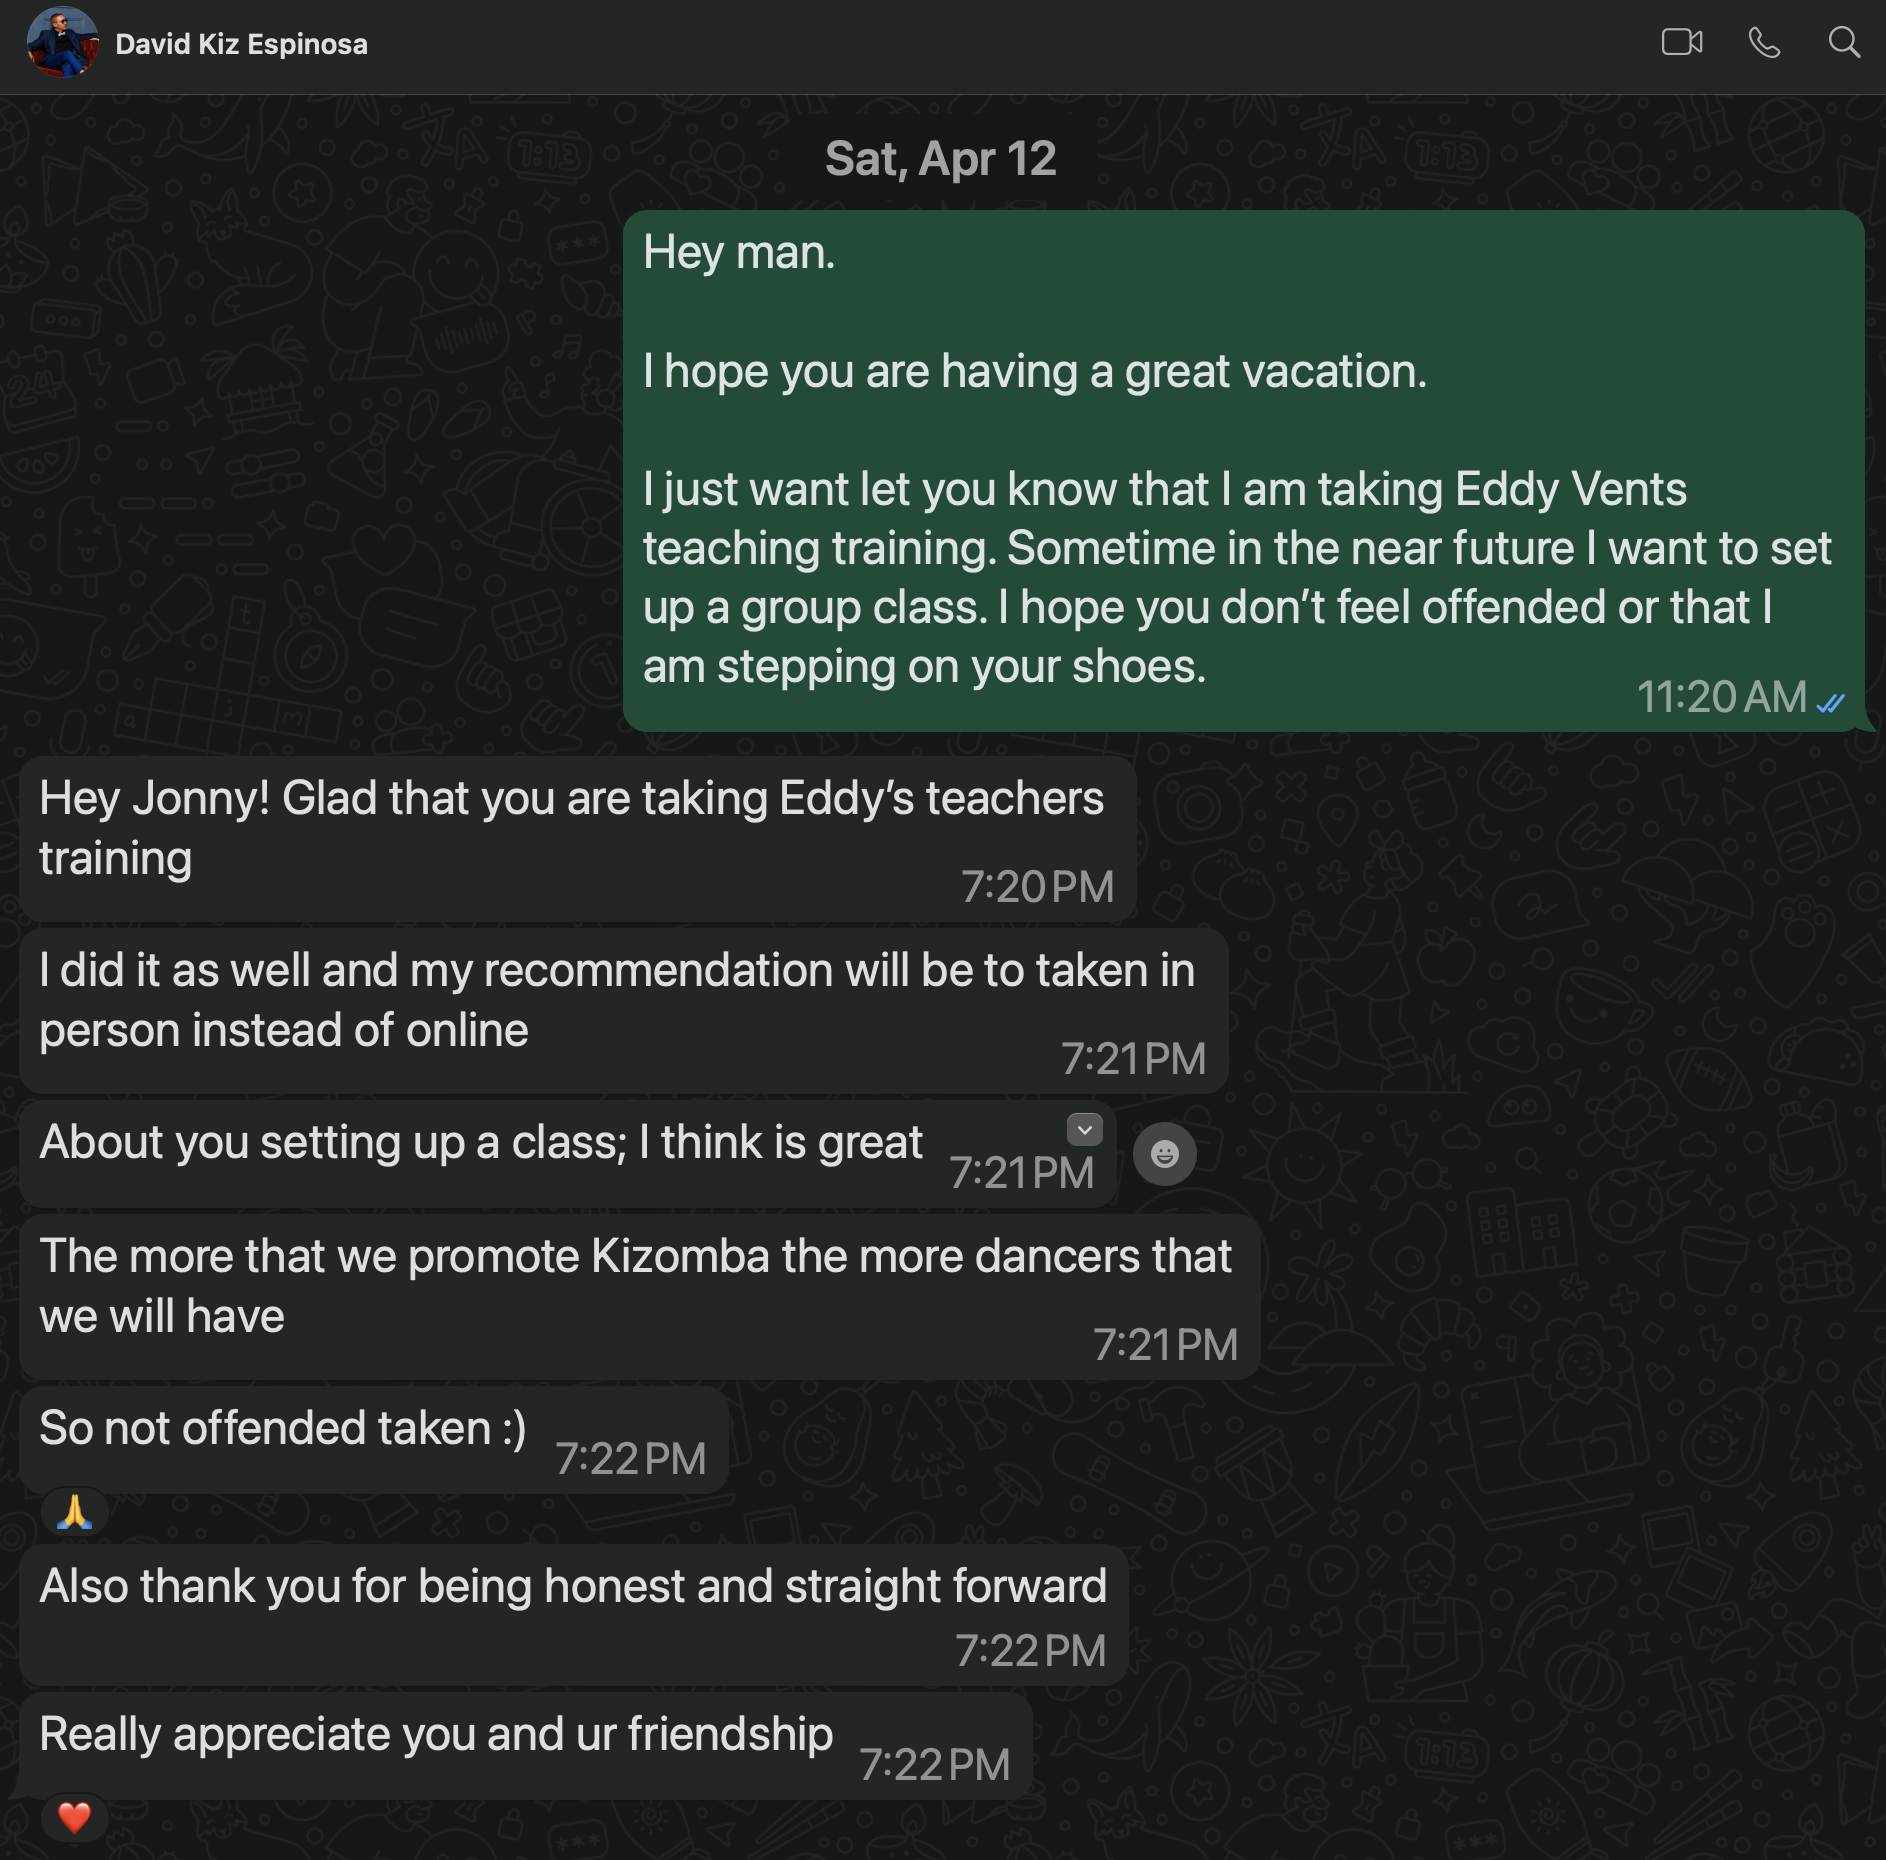 David Kiz Espinosa
Sat, Apr 12
Hey man.
I hope you are having a great vacation.
I just want let you know that I am taking Eddy Vents
teaching training. Sometime in the near future I want to set
up a group class. I hope you don’t feel offended or that I
am stepping on your shoes.
11:20 AM
Hey Jonny! Glad that you are taking Eddy’s teachers
training
7:20 PM
I did it as well and my recommendation will be to taken in
person instead of online
7:21 PM
About you setting up a class; I think is great
7:21 PM
The more that we promote Kizomba the more dancers that
we will have
7:21 PM
So not offended taken :)
7:22 PM
🙏
Also thank you for being honest and straight forward
7:22 PM
Really appreciate you and ur friendship
7:22 PM
❤️